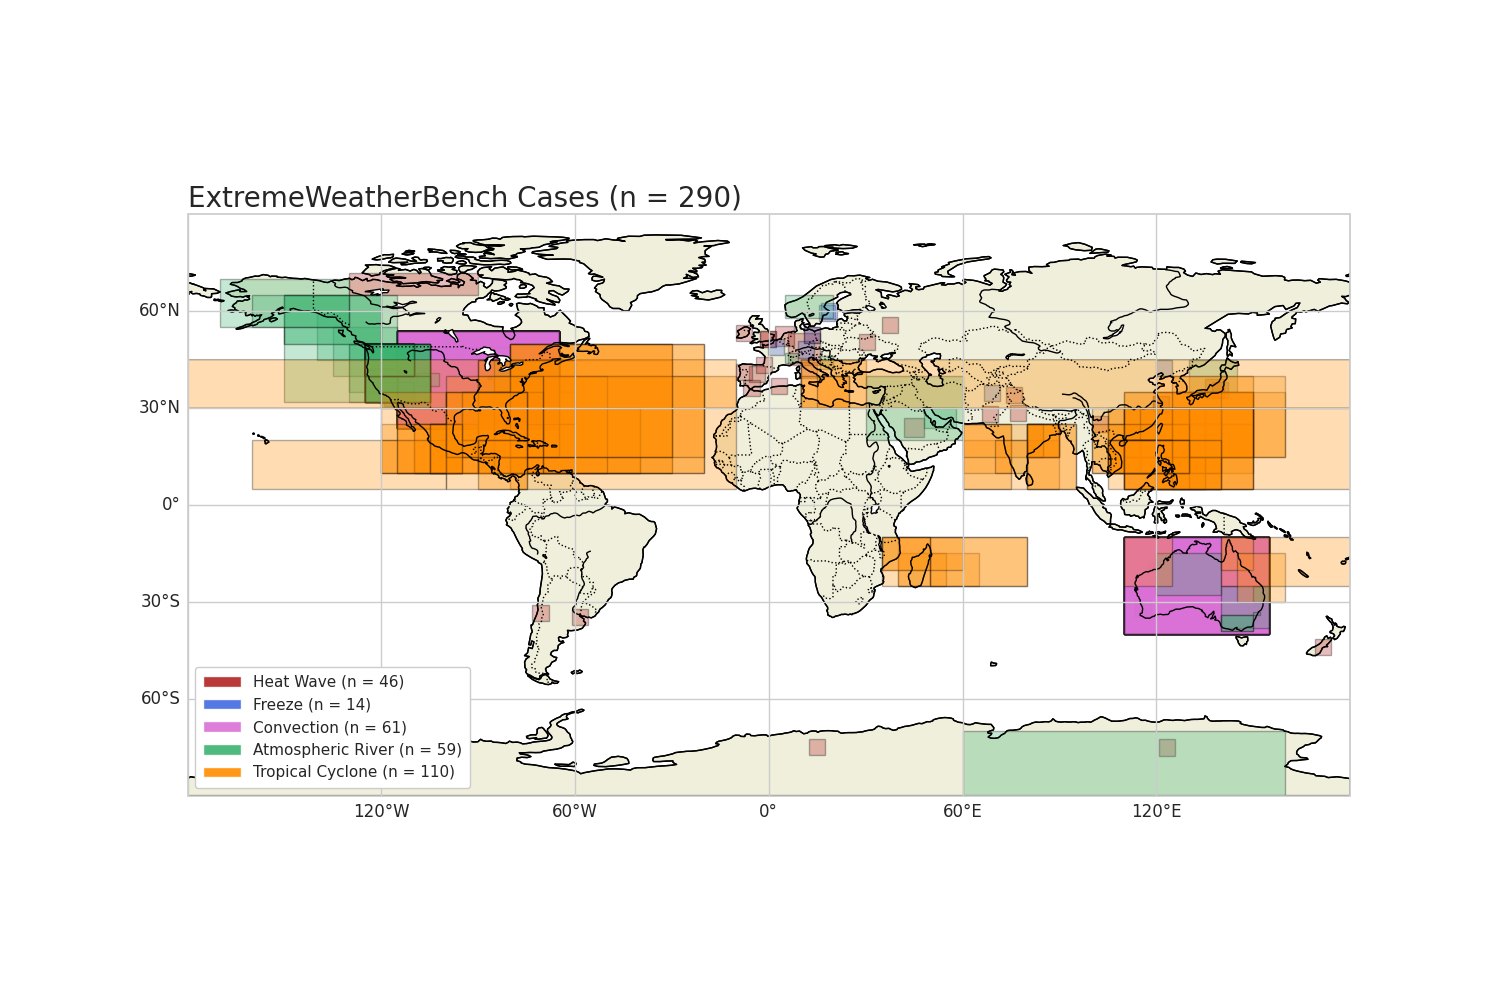 ExtremeWeatherBench Cases (n = 290)
60°N
30°N
0°
30°S
60°S
Heat Wave (n = 46)
Freeze (n = 14)
Convection (n = 61)
Atmospheric River (n = 59)
Tropical Cyclone (n = 110)
120°W 60°W 0° 60°E 120°E